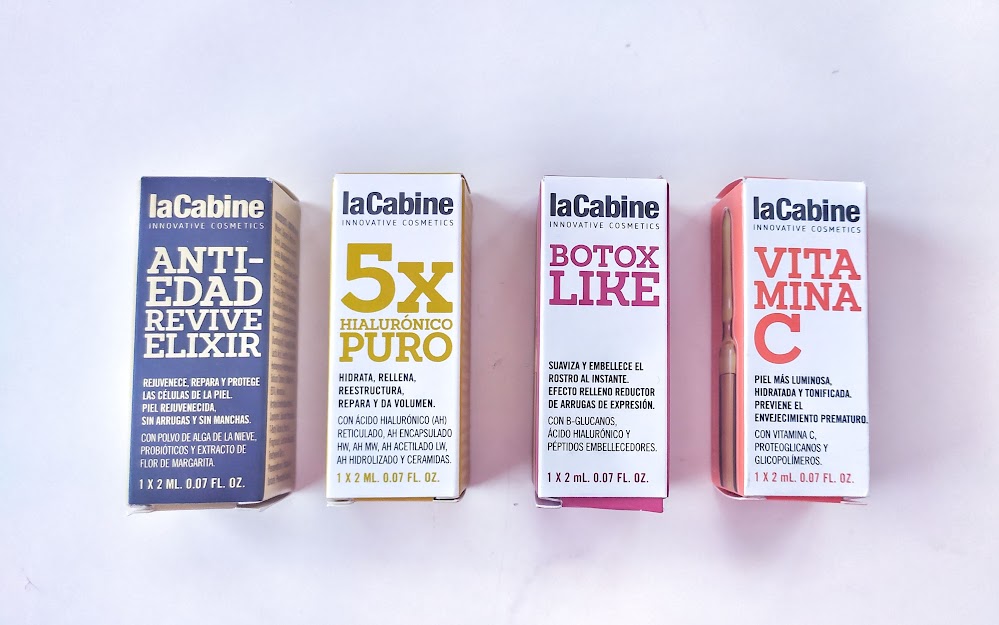 laCabine
INNOVATIVE COSMETICS
ANTI-
EDAD
REVIVE
ELIXIR
REJUVENECE, REPARA Y PROTEGE
LAS CÉLULAS DE LA PIEL.
PIEL REJUVENECIDA,
SIN ARRUGAS Y SIN MANCHAS.
CON POLVO DE ALGA DE LA NIEVE,
PROBIÓTICOS Y EXTRACTO DE
FLOR DE MARGARITA.
1 X 2 ML. 0.07 FL. OZ.
laCabine
INNOVATIVE COSMETICS
5x
HIALURÓNICO
PURO
HIDRATA, RELLENA,
REESTRUCTURA,
REPARA Y DA VOLUMEN.
CON ÁCIDO HIALURÓNICO (AH)
RETICULADO, AH ENCAPSULADO
HW, AH MW, AH ACETILADO LW,
AH HIDROLIZADO Y CERAMIDAS.
1 X 2 ML. 0.07 FL. OZ.
laCabine
INNOVATIVE COSMETICS
BOTOX
LIKE
SUAVIZA Y EMBELLECE EL
ROSTRO AL INSTANTE.
EFECTO RELLENO REDUCTOR
DE ARRUGAS DE EXPRESIÓN.
CON B-GLUCANOS,
ÁCIDO HIALURÓNICO Y
PÉPTIDOS EMBELLECEDORES.
1 X 2 mL. 0.07 FL. OZ.
laCabine
INNOVATIVE COSMETICS
VITA
MINA
C
PIEL MÁS LUMINOSA,
HIDRATADA Y TONIFICADA.
PREVIENE EL
ENVEJECIMIENTO PREMATURO.
CON VITAMINA C,
PROTEOGLICANOS Y
GLICOPOLÍMEROS.
1 X 2 mL. 0.07 FL. OZ.